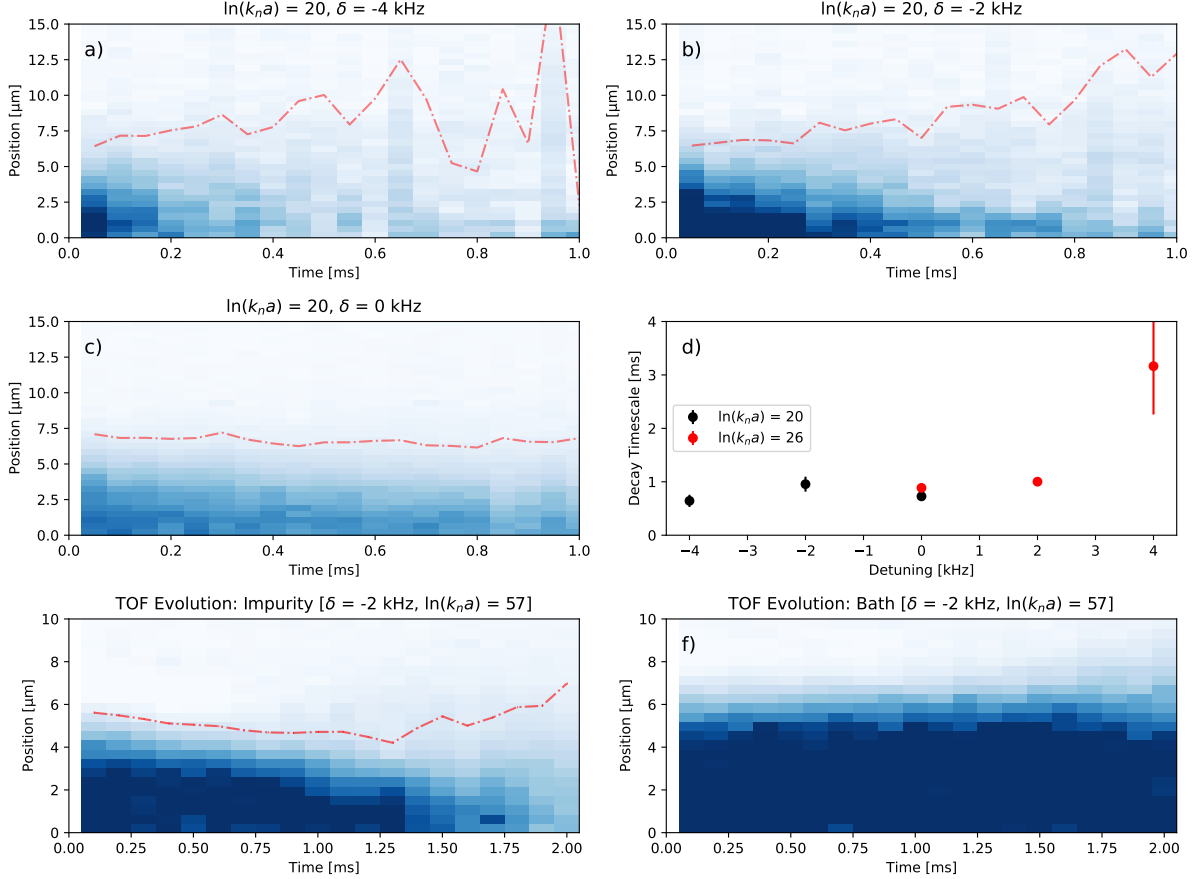 ln(kₙa) = 20, δ = -4 kHz
a)
15.0
12.5
10.0
7.5
5.0
2.5
0.0
Position [μm]
0.0 0.2 0.4 0.6 0.8 1.0
Time [ms]
ln(kₙa) = 20, δ = -2 kHz
b)
15.0
12.5
10.0
7.5
5.0
2.5
0.0
Position [μm]
0.0 0.2 0.4 0.6 0.8 1.0
Time [ms]
ln(kₙa) = 20, δ = 0 kHz
c)
15.0
12.5
10.0
7.5
5.0
2.5
0.0
Position [μm]
0.0 0.2 0.4 0.6 0.8 1.0
Time [ms]
d)
4
3
2
1
0
Decay Timescale [ms]
ln(kₙa) = 20
ln(kₙa) = 26
−4 −3 −2 −1 0 1 2 3 4
Detuning [kHz]
TOF Evolution: Impurity [δ = -2 kHz, ln(kₙa) = 57]
10
8
6
4
2
0
Position [μm]
0.00 0.25 0.50 0.75 1.00 1.25 1.50 1.75 2.00
Time [ms]
TOF Evolution: Bath [δ = -2 kHz, ln(kₙa) = 57]
f)
10
8
6
4
2
0
Position [μm]
0.00 0.25 0.50 0.75 1.00 1.25 1.50 1.75 2.00
Time [ms]